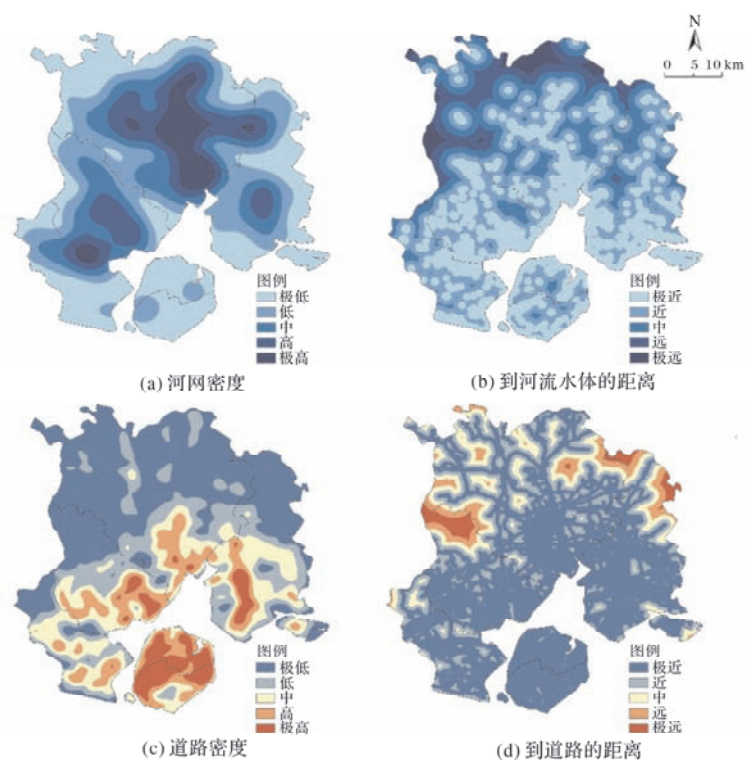 N
0 5 10 km
图例
极低
低
中
高
极高
(a) 河网密度
图例
极近
近
中
远
极远
(b) 到河流水体的距离
图例
极低
低
中
高
极高
(c) 道路密度
图例
极近
近
中
远
极远
(d) 到道路的距离